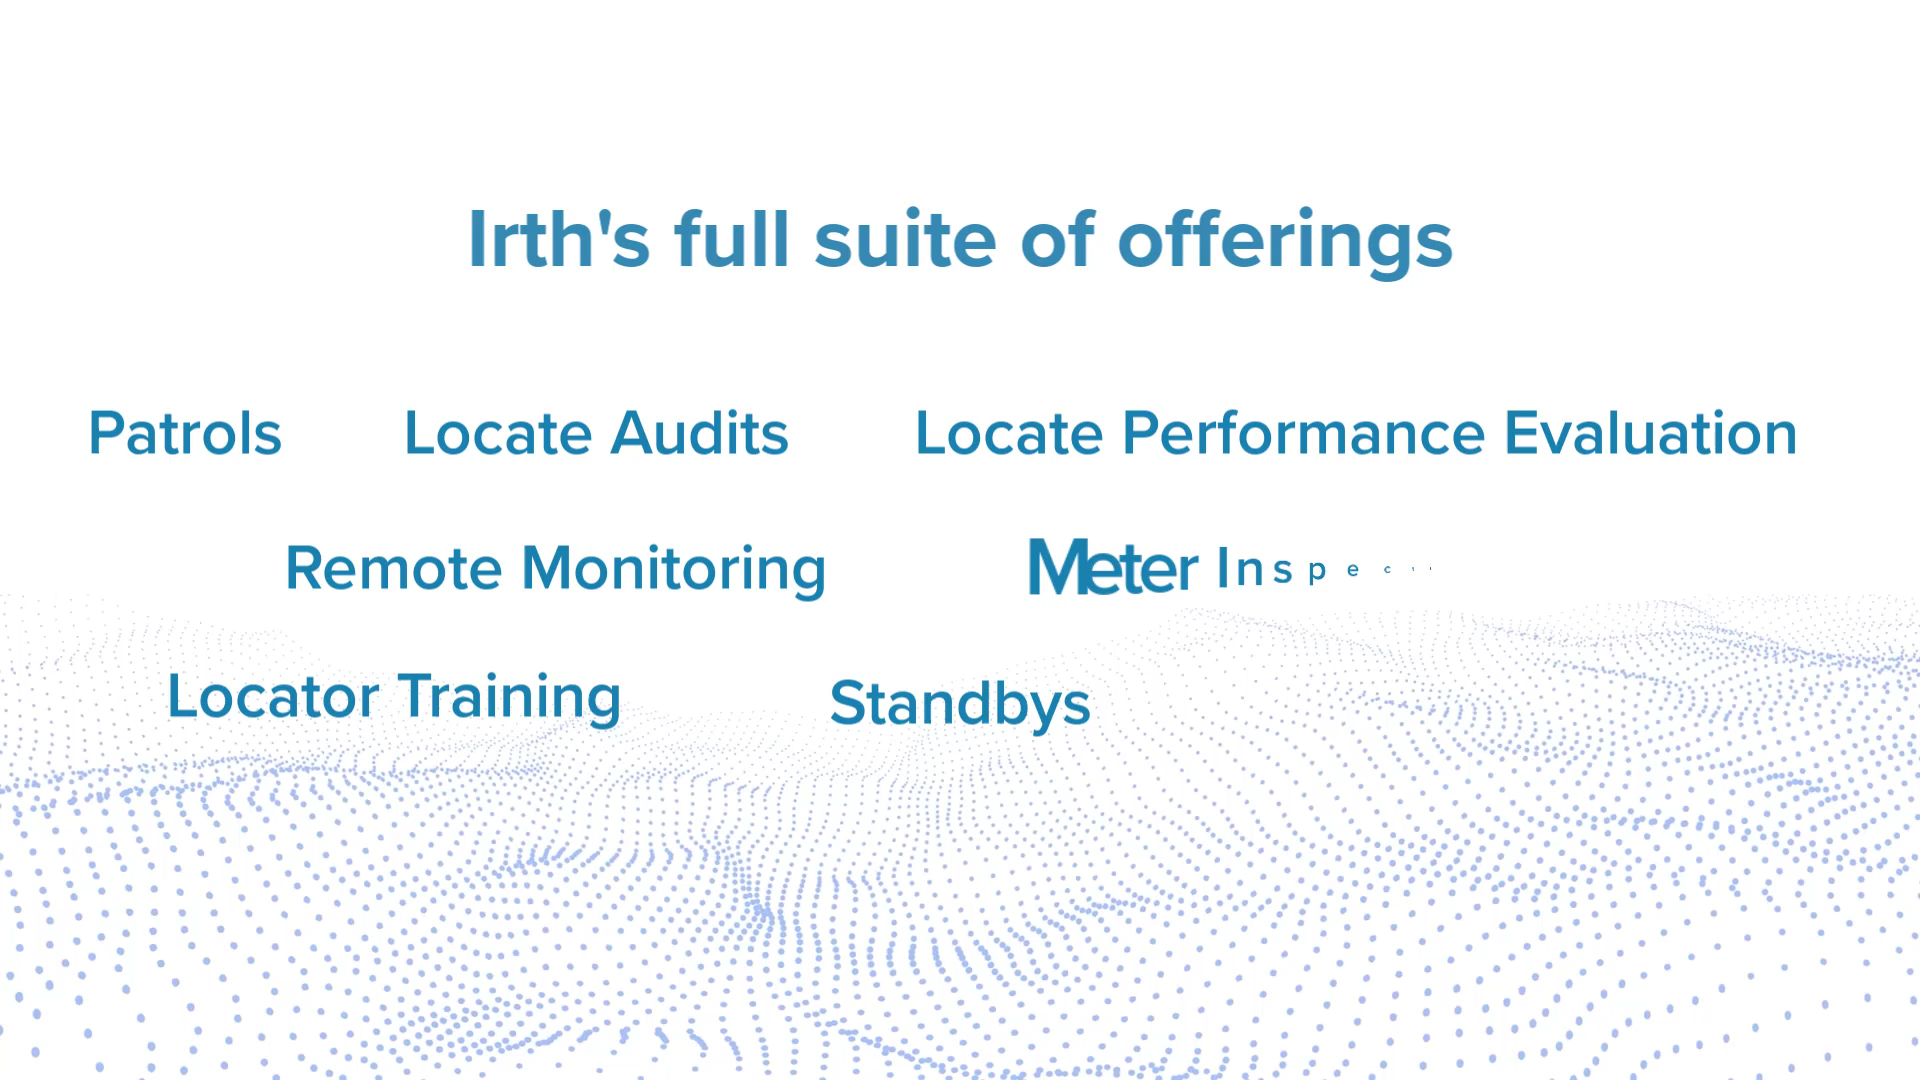 Irth's full suite of offerings
Patrols Locate Audits Locate Performance Evaluation
Remote Monitoring Meter
Locator Training Standbys